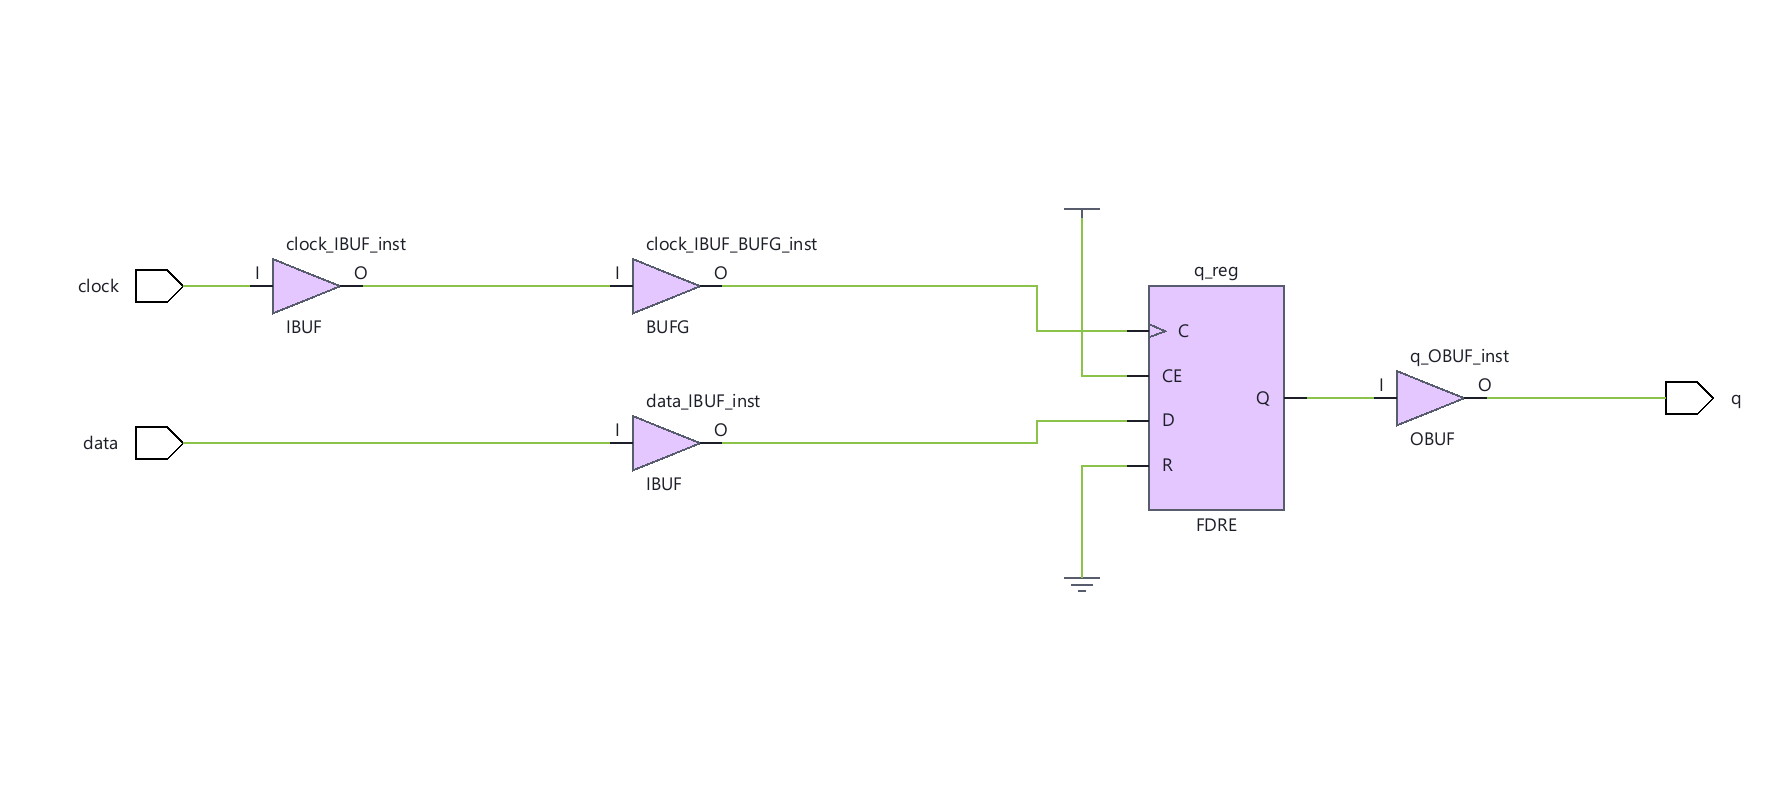 clock_IBUF_inst
clock_IBUF_BUFG_inst
clock
I
O
I
O
IBUF
BUFG
data_IBUF_inst
data
I
O
IBUF
q_reg
C
CE
D
R
Q
FDRE
q_OBUF_inst
I
O
q
OBUF